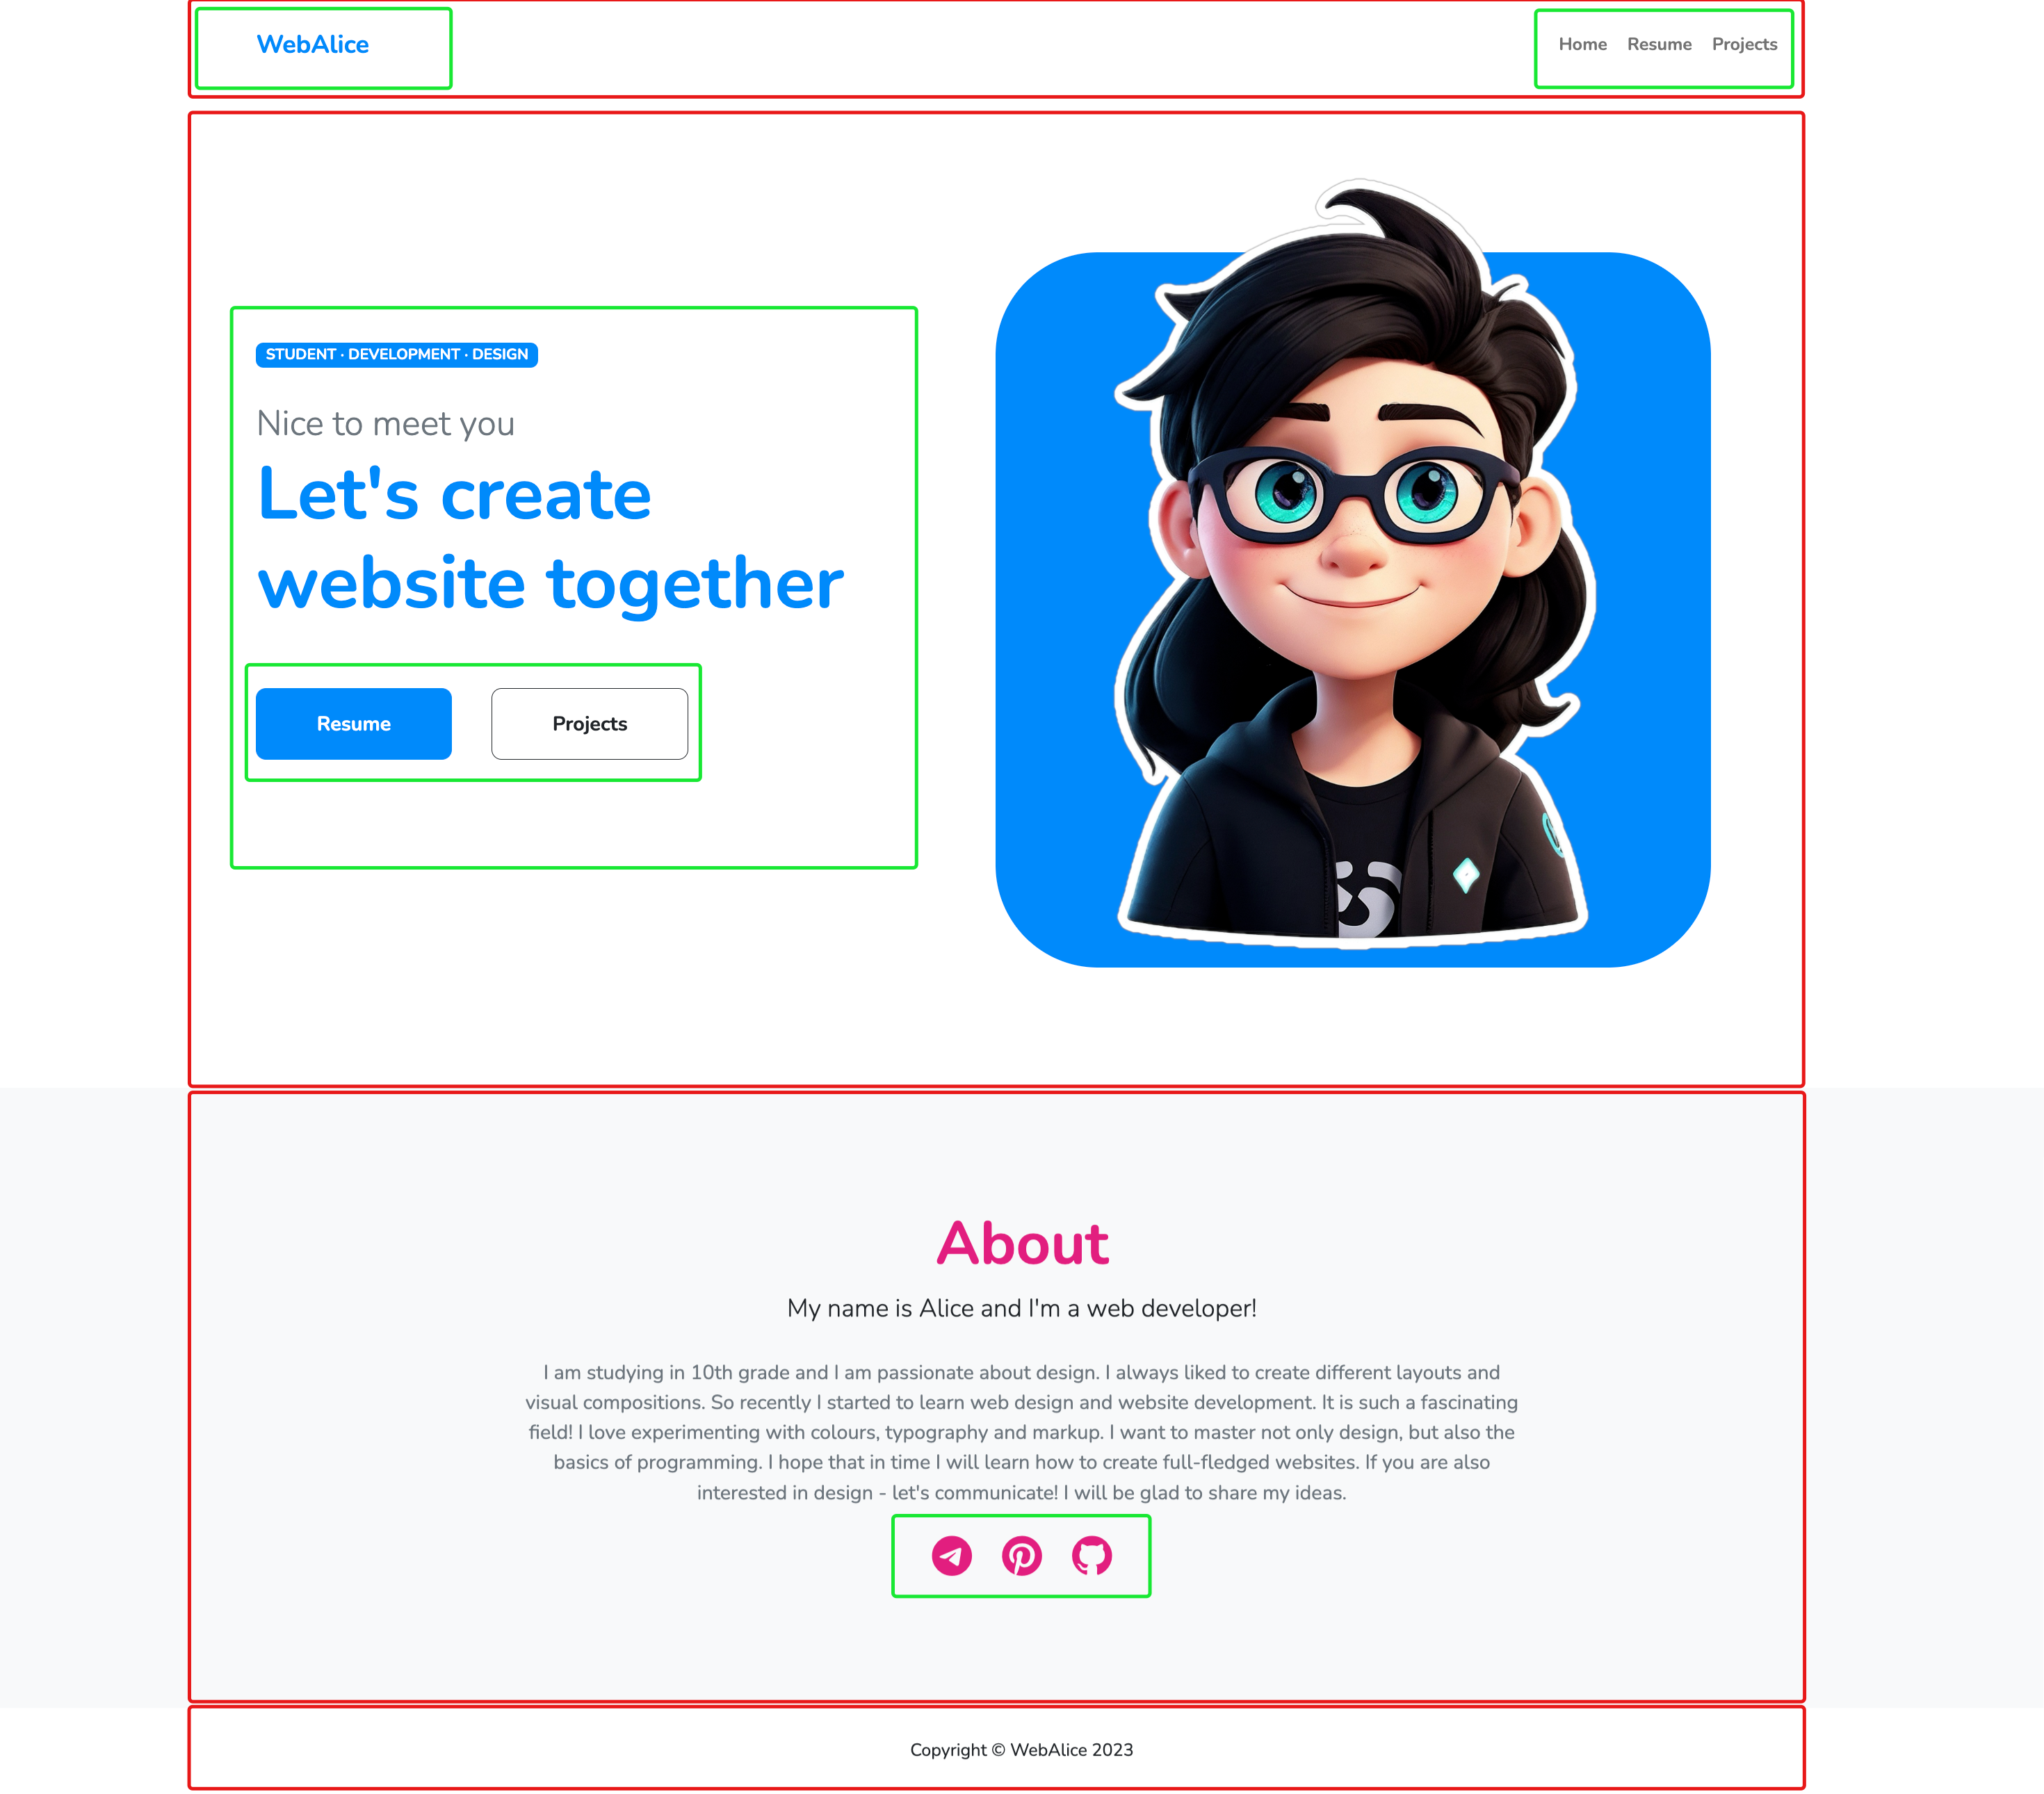 WebAlice
Home Resume Projects
STUDENT · DEVELOPMENT · DESIGN
Nice to meet you
Let's create
website together
Resume Projects
About
My name is Alice and I'm a web developer!
I am studying in 10th grade and I am passionate about design. I always liked to create different layouts and
visual compositions. So recently I started to learn web design and website development. It is such a fascinating
field! I love experimenting with colours, typography and markup. I want to master not only design, but also the
basics of programming. I hope that in time I will learn how to create full-fledged websites. If you are also
interested in design - let's communicate! I will be glad to share my ideas.
Copyright © WebAlice 2023